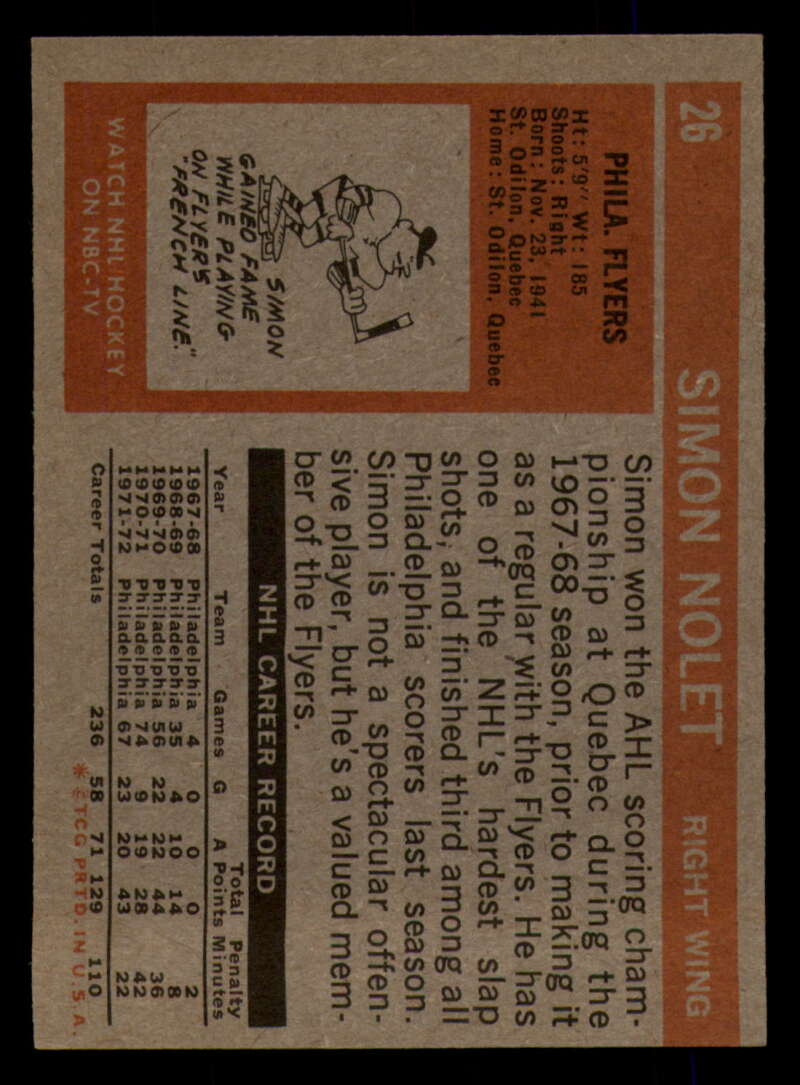 26 SIMON NOLET RIGHT WING
PHILA. FLYERS
Ht: 5'9" Wt: 185
Shoots: Right
Born: Nov. 23, 1941
St. Odilon, Quebec
Home: St. Odilon, Quebec
SIMON
GAINED FAME
WHILE PLAYING
ON FLYERS
"FRENCH LINE."
WATCH NHL HOCKEY
ON NBC-TV
Simon won the AHL scoring cham-
pionship at Quebec during the
1967-68 season, prior to making it
as a regular with the Flyers. He has
one of the NHL's hardest slap
shots, and finished third among all
Philadelphia scorers last season.
Simon is not a spectacular offen-
sive player, but he's a valued mem-
ber of the Flyers.
NHL CAREER RECORD
Total Penalty
Year Team Games G A Points Minutes
1967-68 Philadelphia 4 0 0 0 2
1968-69 Philadelphia 35 4 10 14 8
1969-70 Philadelphia 56 22 22 44 36
1970-71 Philadelphia 74 9 19 28 42
1971-72 Philadelphia 67 23 20 43 22
Career Totals 236 58 71 129 110
* © T.C.G. PRTD. IN U.S.A.